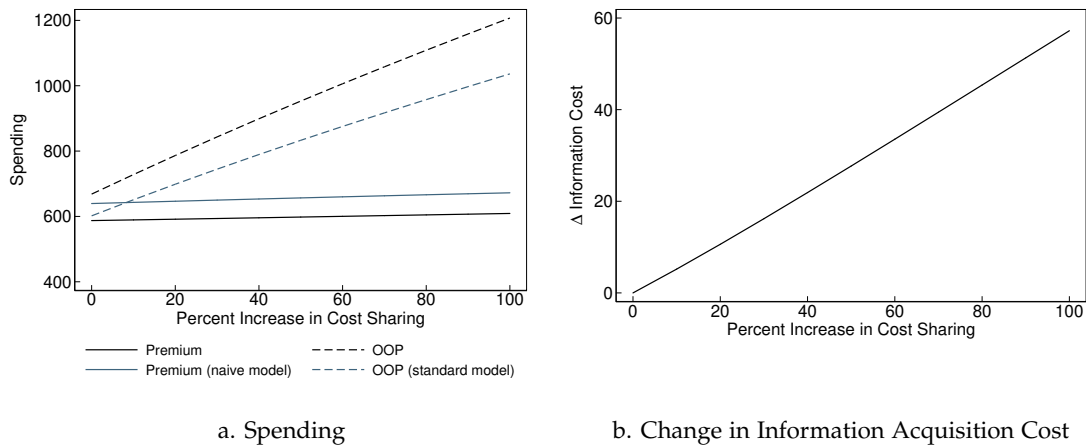 1200
1000
800
600
400
Spending
0 20 40 60 80 100
Percent Increase in Cost Sharing
Premium
OOP
Premium (naive model)
OOP (standard model)
a. Spending
60
40
20
0
Δ Information Cost
0 20 40 60 80 100
Percent Increase in Cost Sharing
b. Change in Information Acquisition Cost